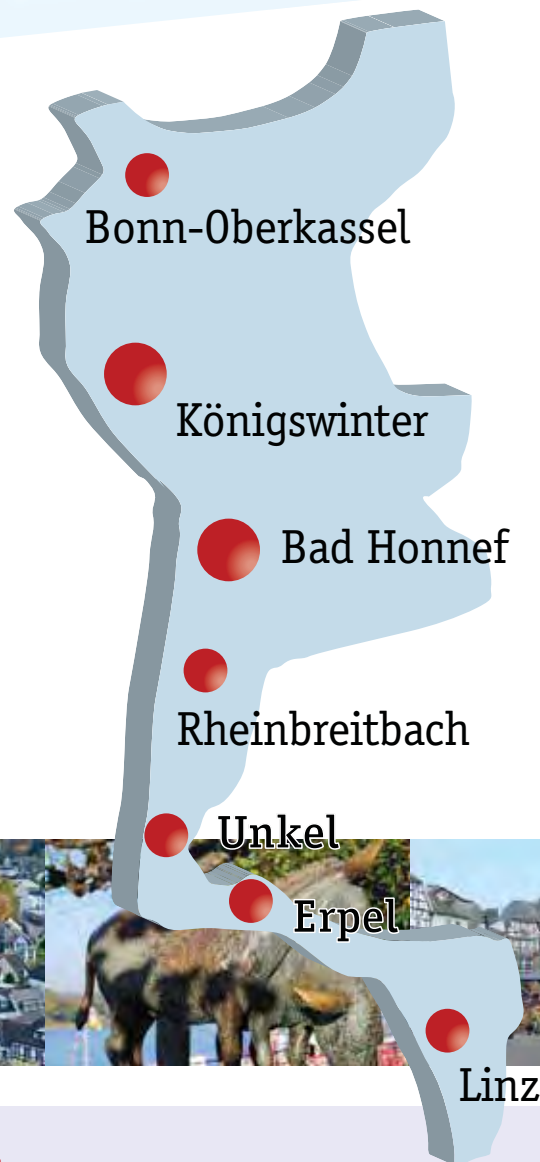 Bonn-Oberkassel
Königswinter
Bad Honnef
Rheinbreitbach
Unkel
Erpel
Linz